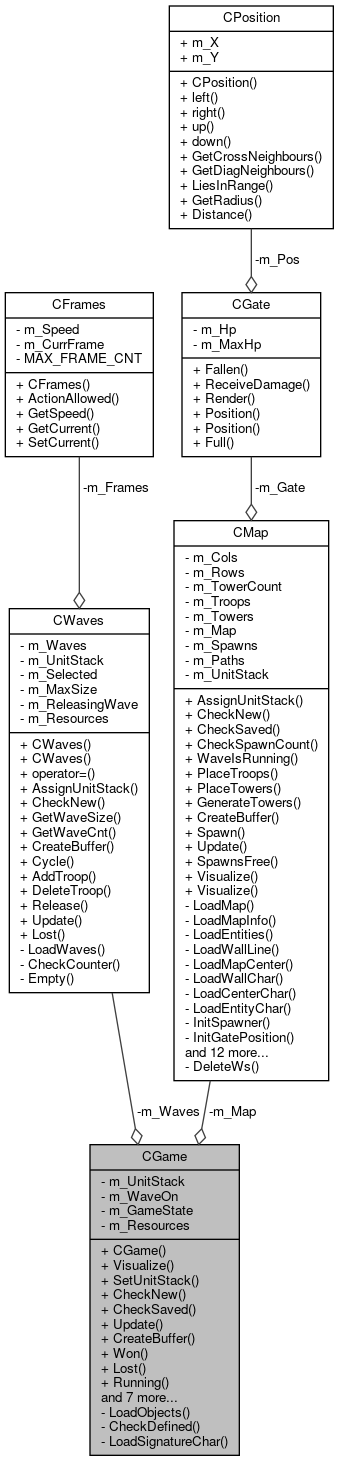 CPosition
+ m_X
+ m_Y
+ CPosition()
+ left()
+ right()
+ up()
+ down()
+ GetCrossNeighbours()
+ GetDiagNeighbours()
+ LiesInRange()
+ GetRadius()
+ Distance()
-m_Pos
CFrames
- m_Speed
- m_CurrFrame
- MAX_FRAME_CNT
+ CFrames()
+ ActionAllowed()
+ GetSpeed()
+ GetCurrent()
+ SetCurrent()
CGate
- m_Hp
- m_MaxHp
+ Fallen()
+ ReceiveDamage()
+ Render()
+ Position()
+ Position()
+ Full()
-m_Frames
-m_Gate
CWaves
- m_Waves
- m_UnitStack
- m_Selected
- m_MaxSize
- m_ReleasingWave
- m_Resources
+ CWaves()
+ CWaves()
+ operator=()
+ AssignUnitStack()
+ CheckNew()
+ GetWaveSize()
+ GetWaveCnt()
+ CreateBuffer()
+ Cycle()
+ AddTroop()
+ DeleteTroop()
+ Release()
+ Update()
+ Lost()
- LoadWaves()
- CheckCounter()
- Empty()
CMap
- m_Cols
- m_Rows
- m_TowerCount
- m_Troops
- m_Towers
- m_Map
- m_Spawns
- m_Paths
- m_UnitStack
+ AssignUnitStack()
+ CheckNew()
+ CheckSaved()
+ CheckSpawnCount()
+ WaveIsRunning()
+ PlaceTroops()
+ PlaceTowers()
+ GenerateTowers()
+ CreateBuffer()
+ Spawn()
+ Update()
+ SpawnsFree()
+ Visualize()
+ Visualize()
- LoadMap()
- LoadMapInfo()
- LoadEntities()
- LoadWallLine()
- LoadMapCenter()
- LoadWallChar()
- LoadCenterChar()
- LoadEntityChar()
- InitSpawner()
- InitGatePosition()
and 12 more...
- DeleteWs()
-m_Waves
-m_Map
CGame
- m_UnitStack
- m_WaveOn
- m_GameState
- m_Resources
+ CGame()
+ Visualize()
+ SetUnitStack()
+ CheckNew()
+ CheckSaved()
+ Update()
+ CreateBuffer()
+ Won()
+ Lost()
+ Running()
and 7 more...
- LoadObjects()
- CheckDefined()
- LoadSignatureChar()